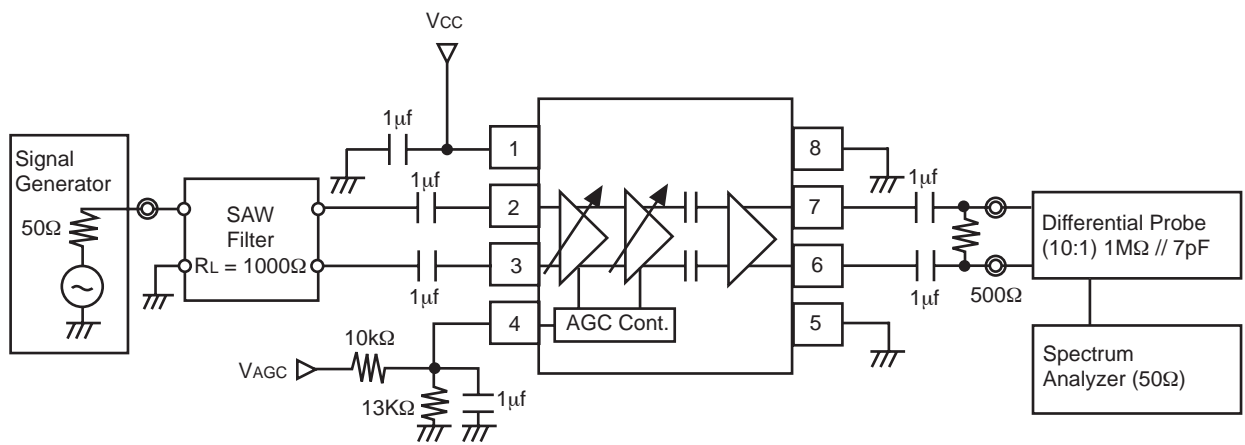 VCC
1μf
Signal
Generator
50Ω
SAW
Filter
RL = 1000Ω
1μf
1μf
1
2
3
4
AGC Cont.
8
7
6
5
1μf
1μf
500Ω
Differential Probe
(10:1) 1MΩ // 7pF
Spectrum
Analyzer (50Ω)
VAGC
10kΩ
13KΩ
1μf